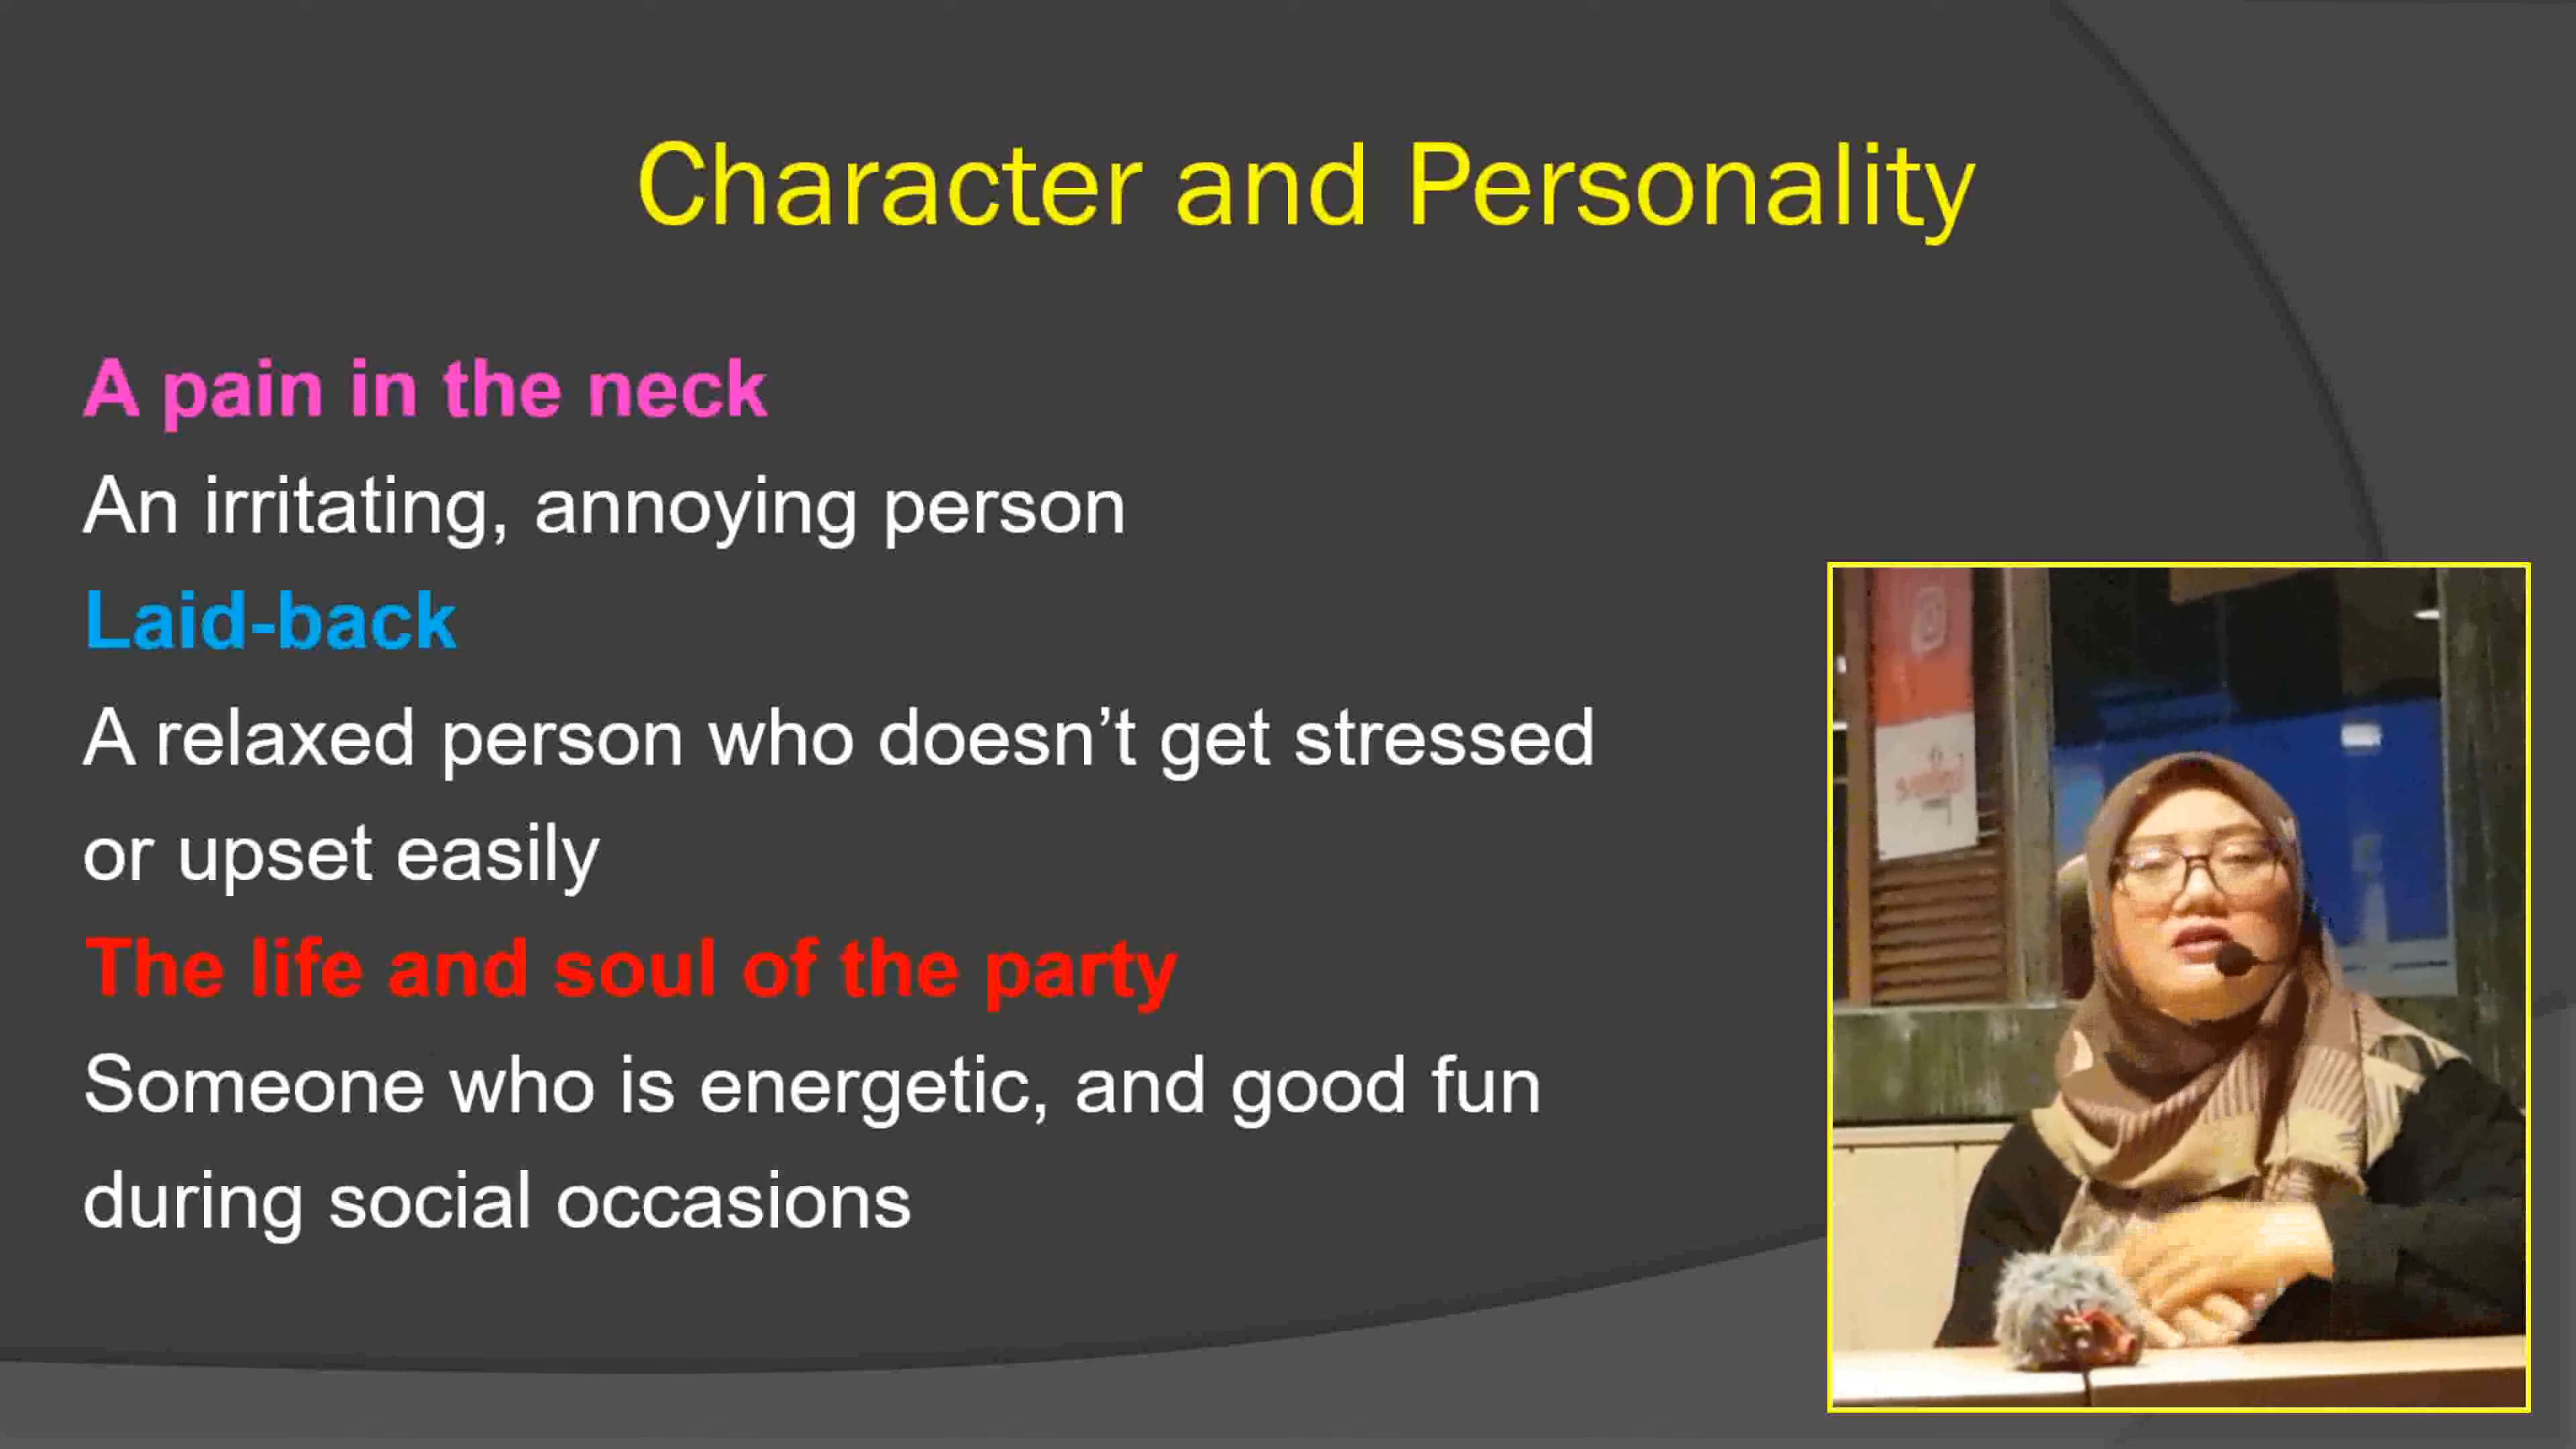 Character and Personality
A pain in the neck
An irritating, annoying person
Laid-back
A relaxed person who doesn’t get stressed
or upset easily
The life and soul of the party
Someone who is energetic, and good fun
during social occasions